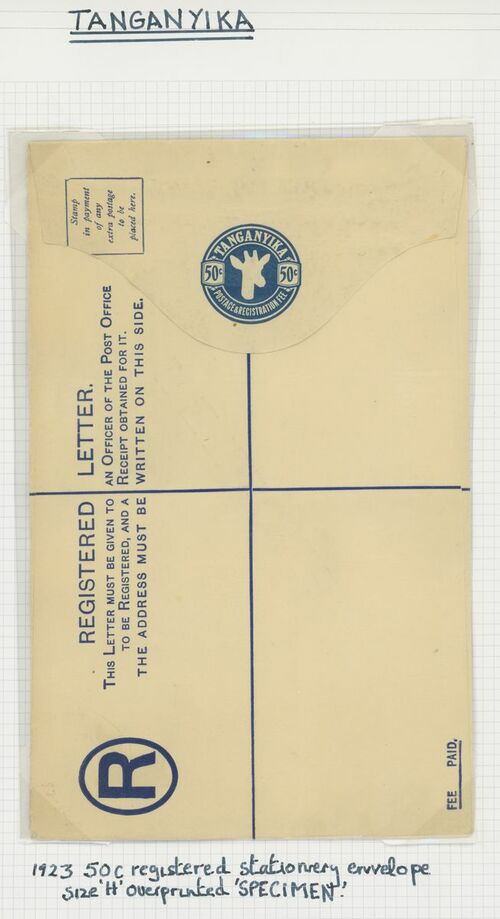 TANGANYIKA
Stamp
in payment
of any
extra postage
to be
placed here.
TANGANYIKA
50c 50c
POSTAGE & REGISTRATION FEE
REGISTERED LETTER.
THIS LETTER MUST BE GIVEN TO AN OFFICER OF THE POST OFFICE
TO BE REGISTERED, AND A RECEIPT OBTAINED FOR IT.
THE ADDRESS MUST BE WRITTEN ON THIS SIDE.
R
FEE PAID.
1923 50c registered stationery envelope
size 'H' overprinted 'SPECIMEN'.